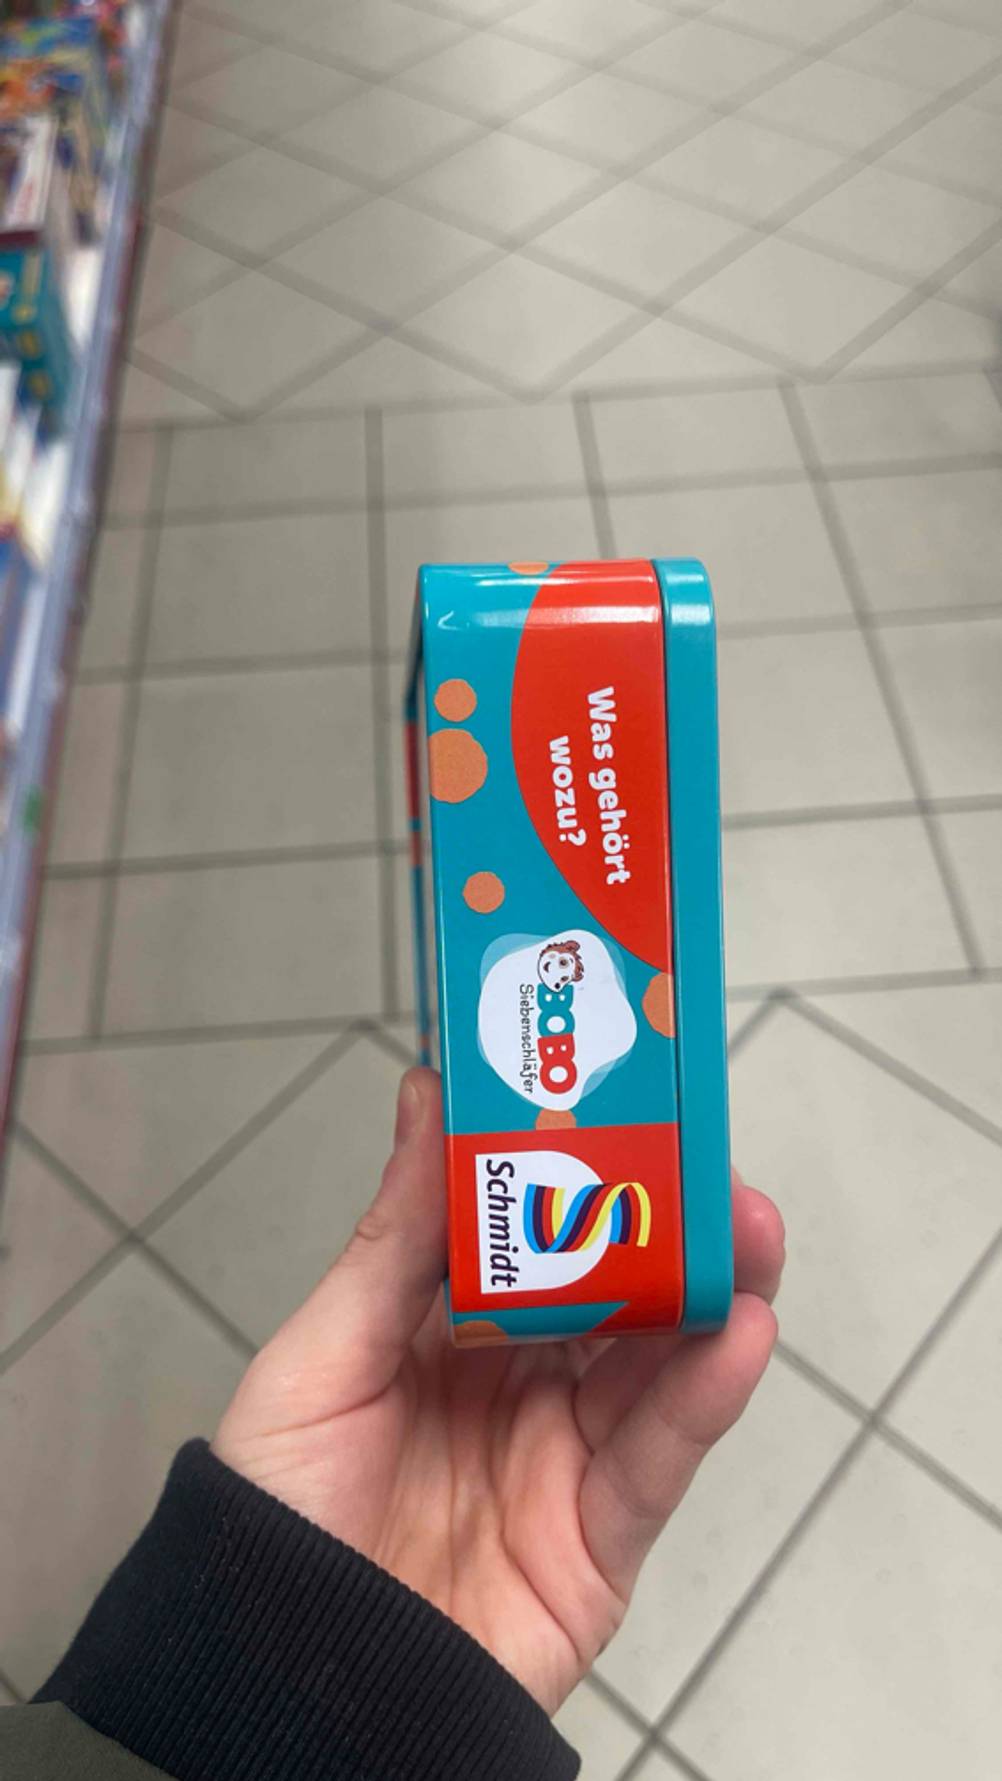 Was gehört
wozu?
BOBO
Siebenschläfer
Schmidt